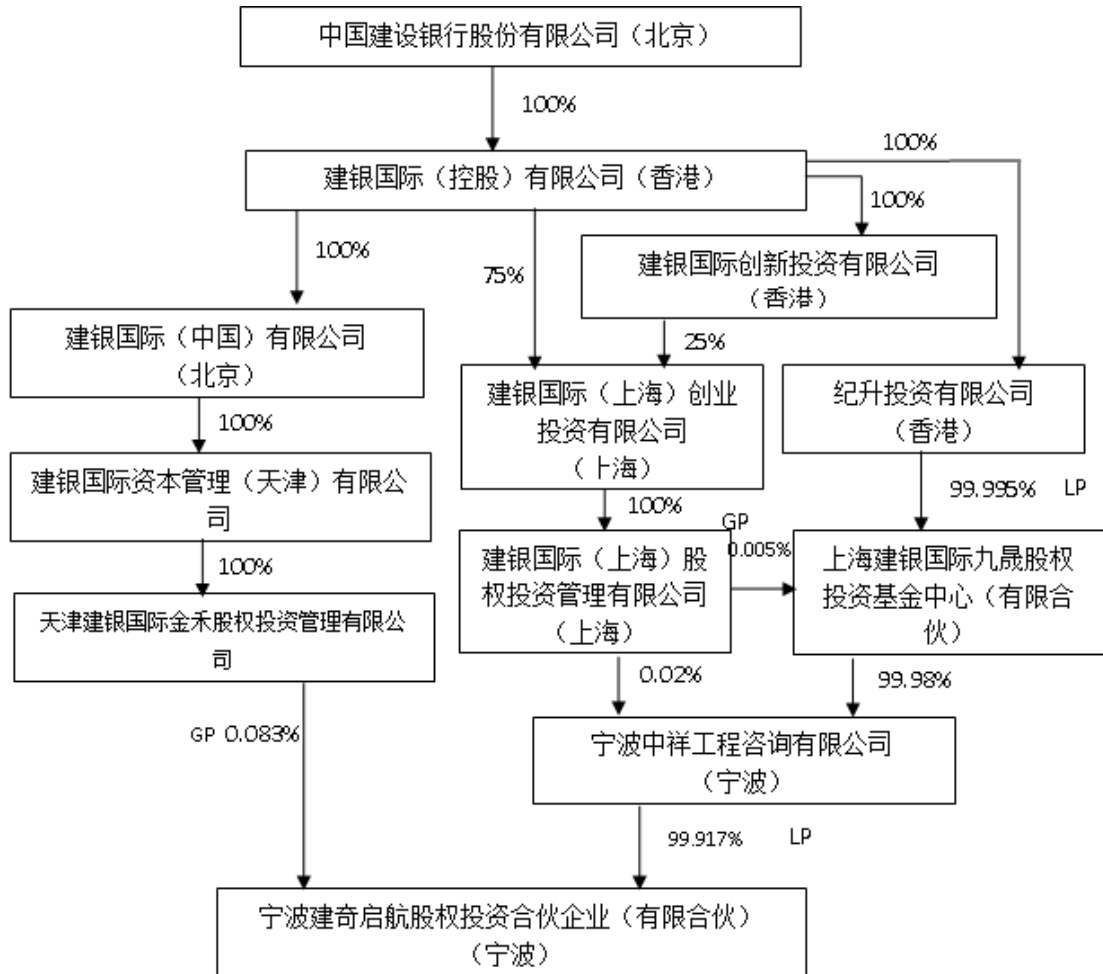 中国建设银行股份有限公司（北京）
100%
100%
建银国际（控股）有限公司（香港）
100%
100%
75%
建银国际创新投资有限公司
（香港）
25%
建银国际（中国）有限公司
（北京）
建银国际（上海）创业
投资有限公司
（上海）
纪升投资有限公司
（香港）
100%
建银国际资本管理（天津）有限公
司
99.995% LP
100%
GP
0.005%
100%
建银国际（上海）股
权投资管理有限公司
（上海）
上海建银国际九晟股权
投资基金中心（有限合
伙）
天津建银国际金禾股权投资管理有限公
司
0.02%
99.98%
GP 0.083%
宁波中祥工程咨询有限公司
（宁波）
99.917% LP
宁波建奇启航股权投资合伙企业（有限合伙）
（宁波）